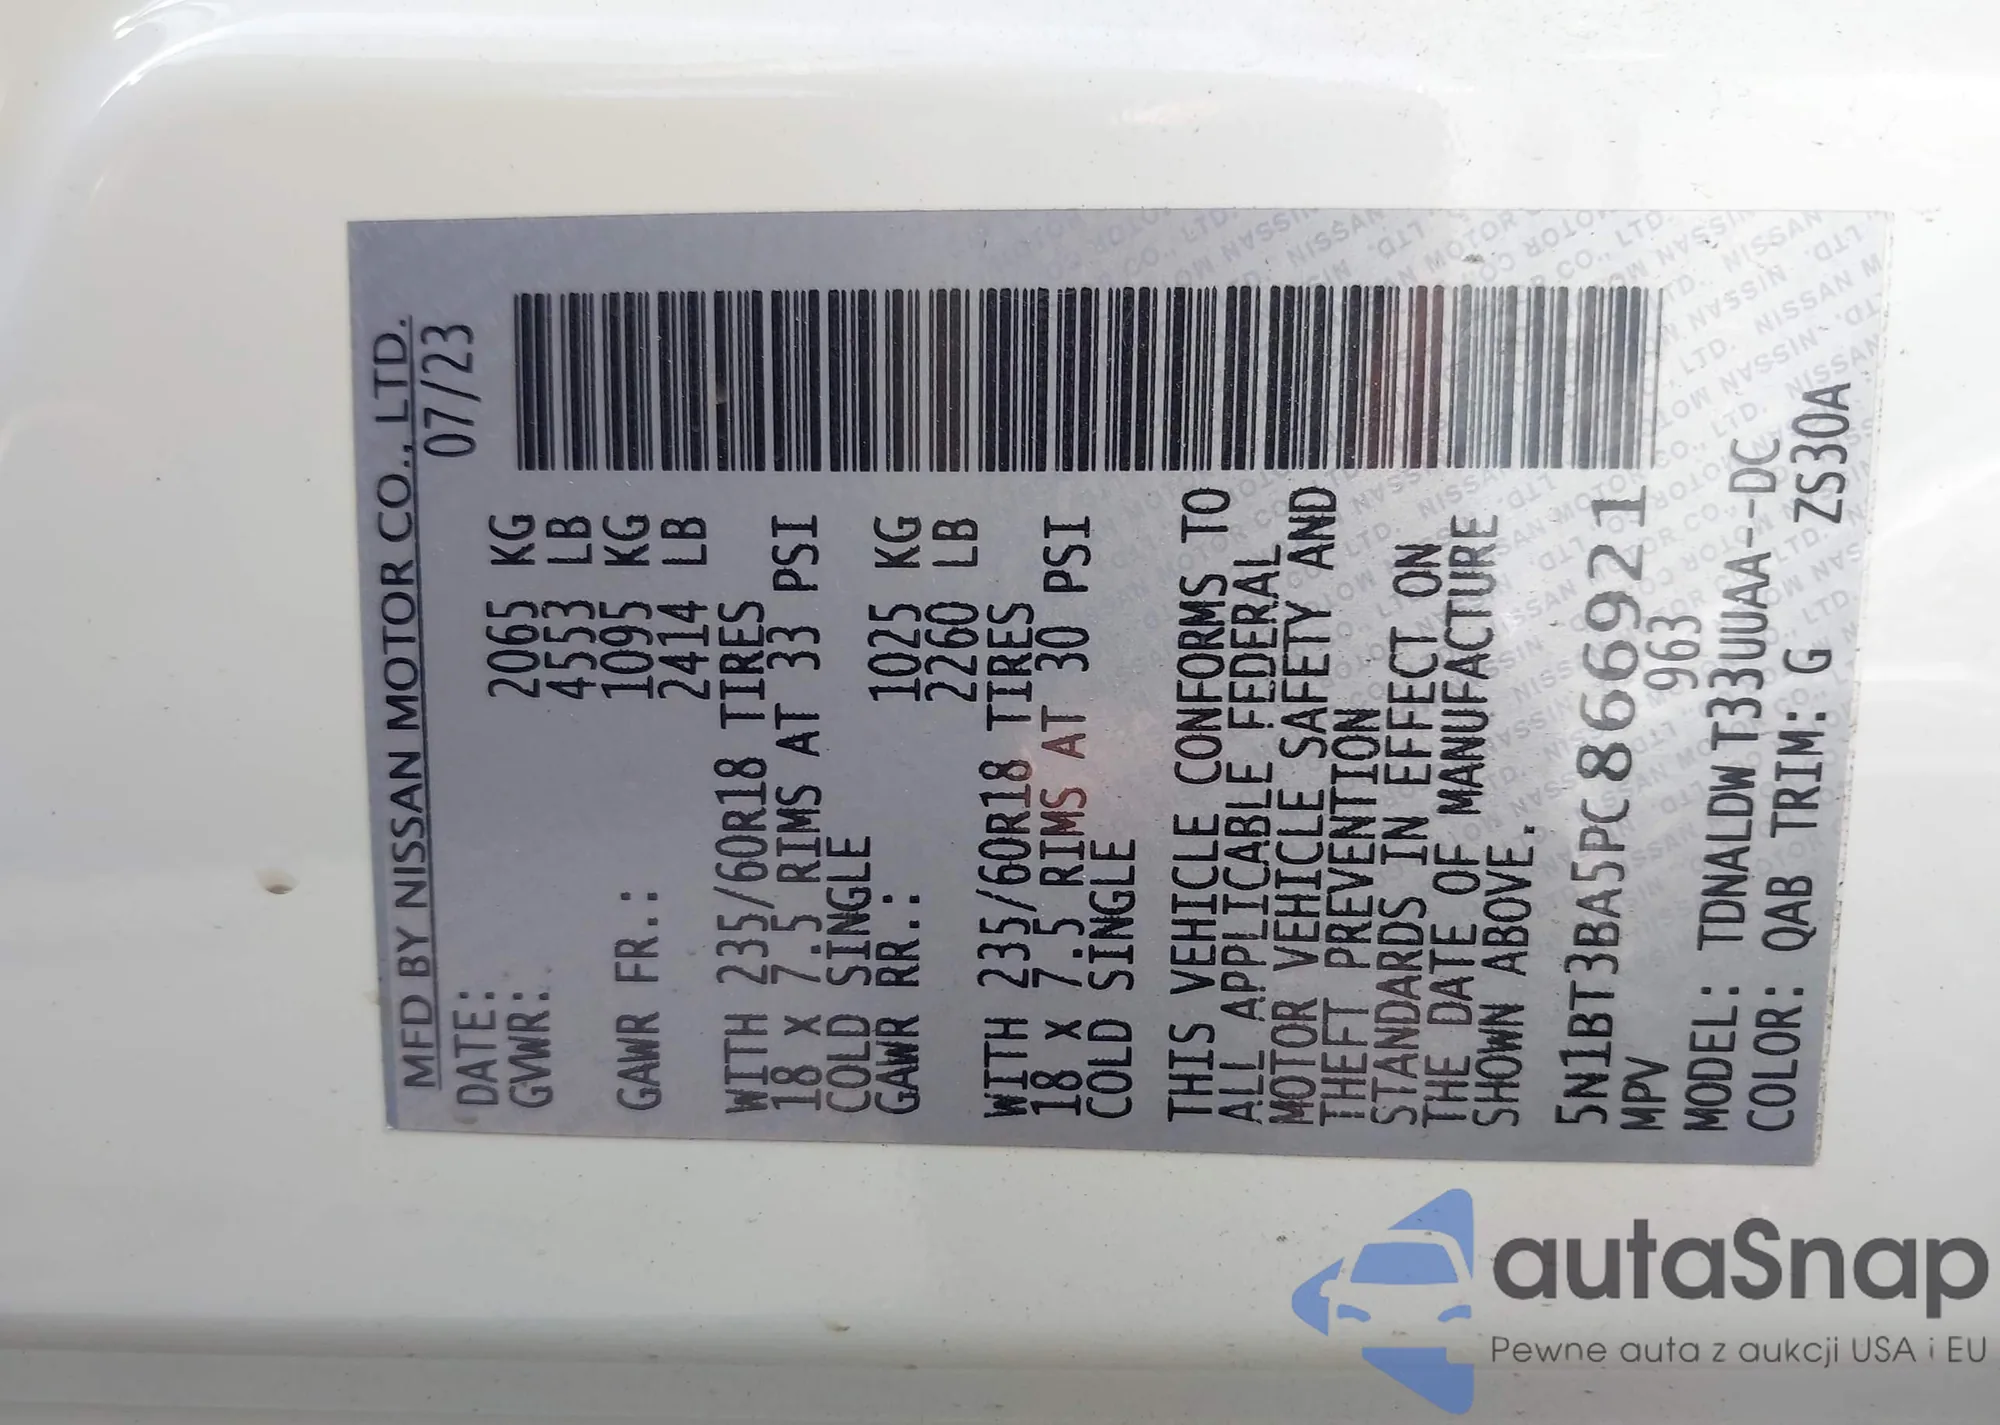 MFD BY NISSAN MOTOR CO., LTD.
DATE: 07/23
GVWR: 2065 KG
4553 LB
GAWR FR.: 1095 KG
2414 LB
WITH 235/60R18 TIRES
18 x 7.5 RIMS AT 33 PSI
COLD SINGLE
GAWR RR.: 1025 KG
2260 LB
WITH 235/60R18 TIRES
18 x 7.5 RIMS AT 30 PSI
COLD SINGLE
THIS VEHICLE CONFORMS TO
ALL APPLICABLE FEDERAL
MOTOR VEHICLE SAFETY AND
THEFT PREVENTION
STANDARDS IN EFFECT ON
THE DATE OF MANUFACTURE
SHOWN ABOVE.
5N1BT3BA5PC866921
MPV 963
MODEL: TDNALDWT33UUAA--DC
COLOR: QAB TRIM: G ZS30A
autaSnap
Pewne auta z aukcji USA i EU